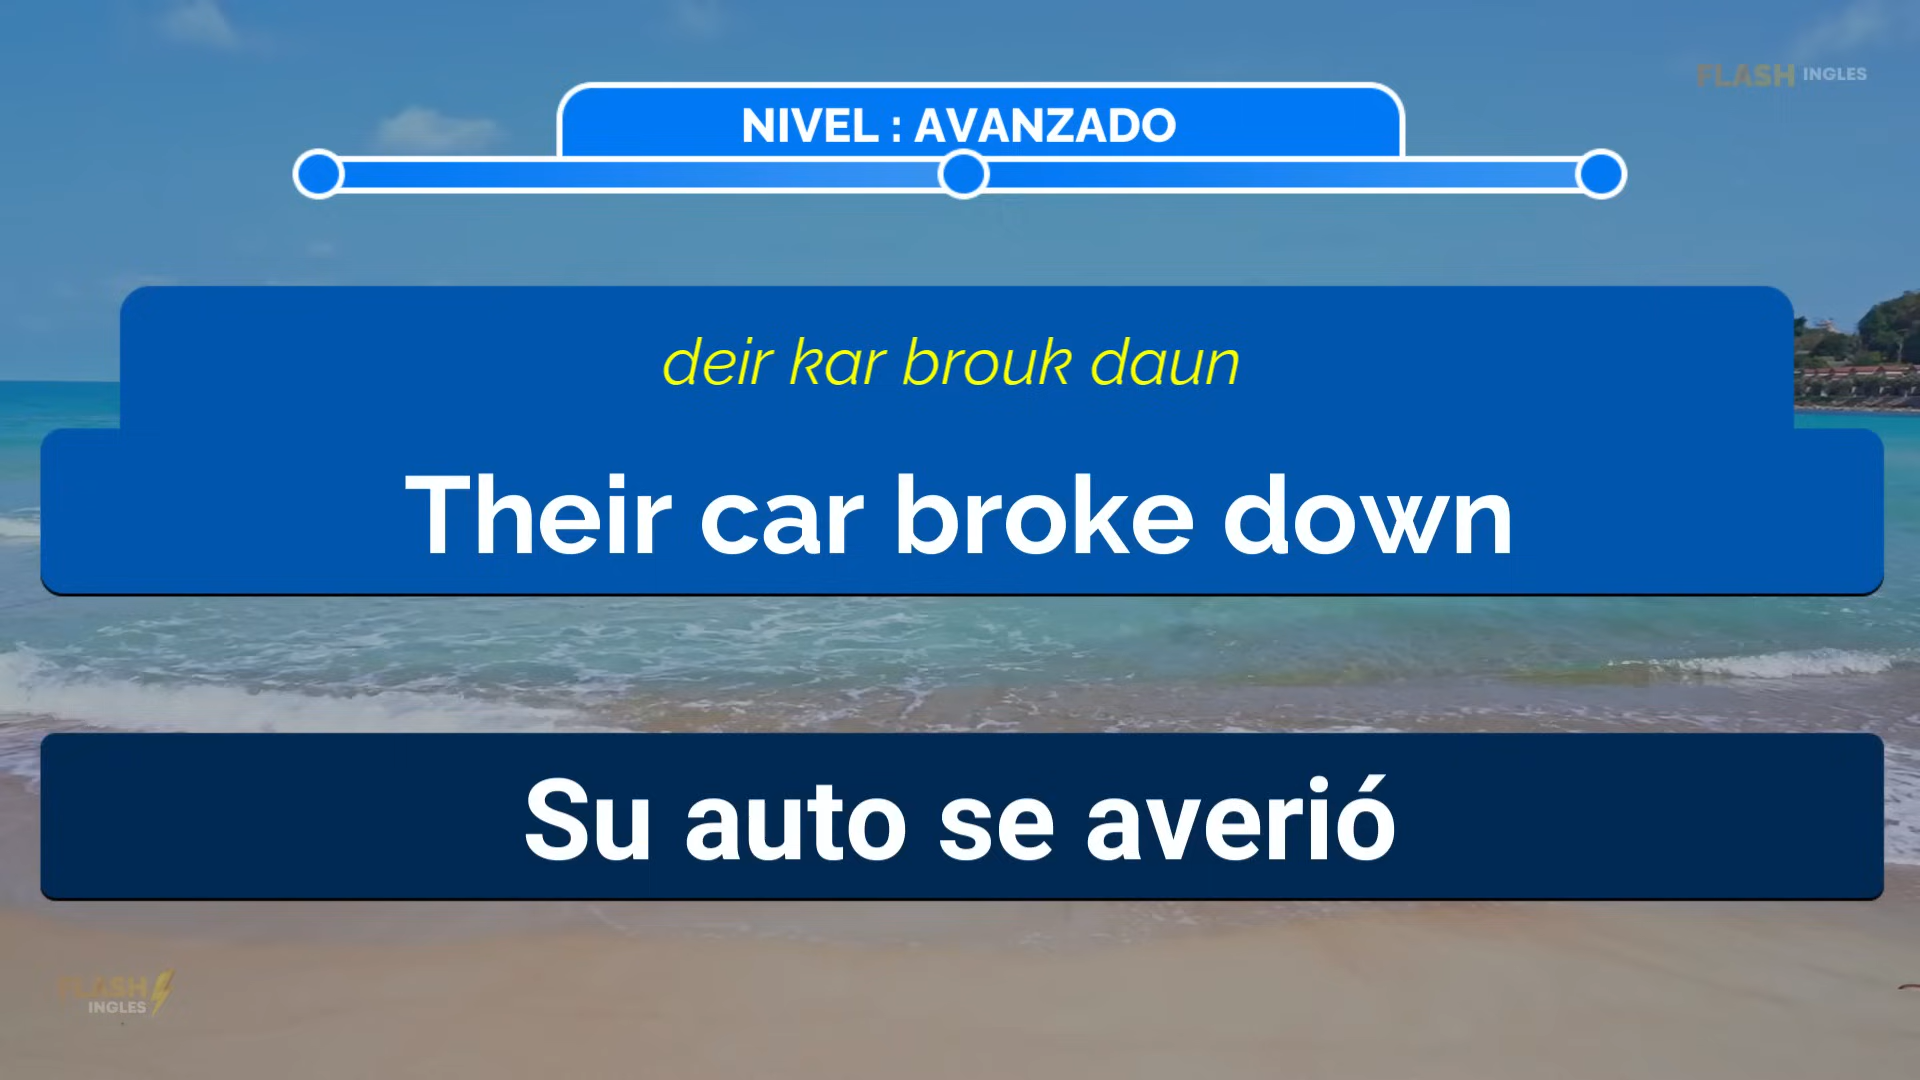 FLASH INGLES
NIVEL : AVANZADO
deir kar brouk daun
Their car broke down
Su auto se averió
FLASH
INGLES